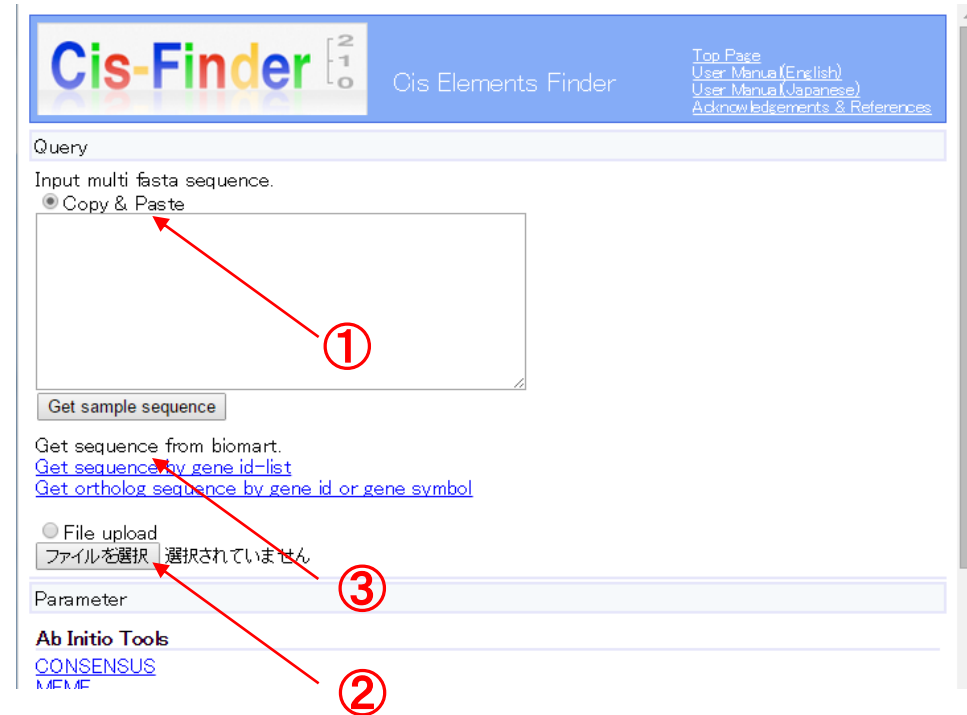 Cis-Finder [2 1 0
Cis Elements Finder
Top Page
User Manual(English)
User Manual(Japanese)
Acknowledgements & References
Query
Input multi fasta sequence.
Copy & Paste
①
Get sample sequence
Get sequence from biomart.
Get sequence by gene id-list
Get ortholog sequence by gene id or gene symbol
File upload
ファイルを選択 選択されていません
③
Parameter
Ab Initio Tools
CONSENSUS
MEME
②